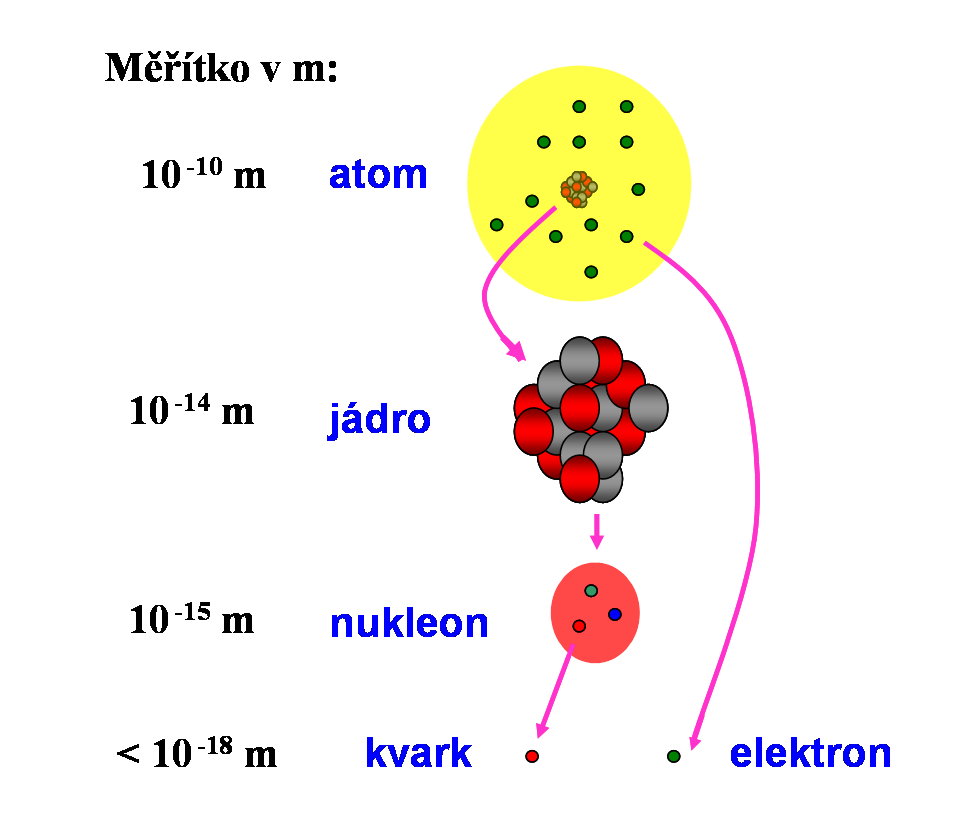 Měřítko v m:
10⁻¹⁰ m atom
10⁻¹⁴ m jádro
10⁻¹⁵ m nukleon
< 10⁻¹⁸ m kvark elektron